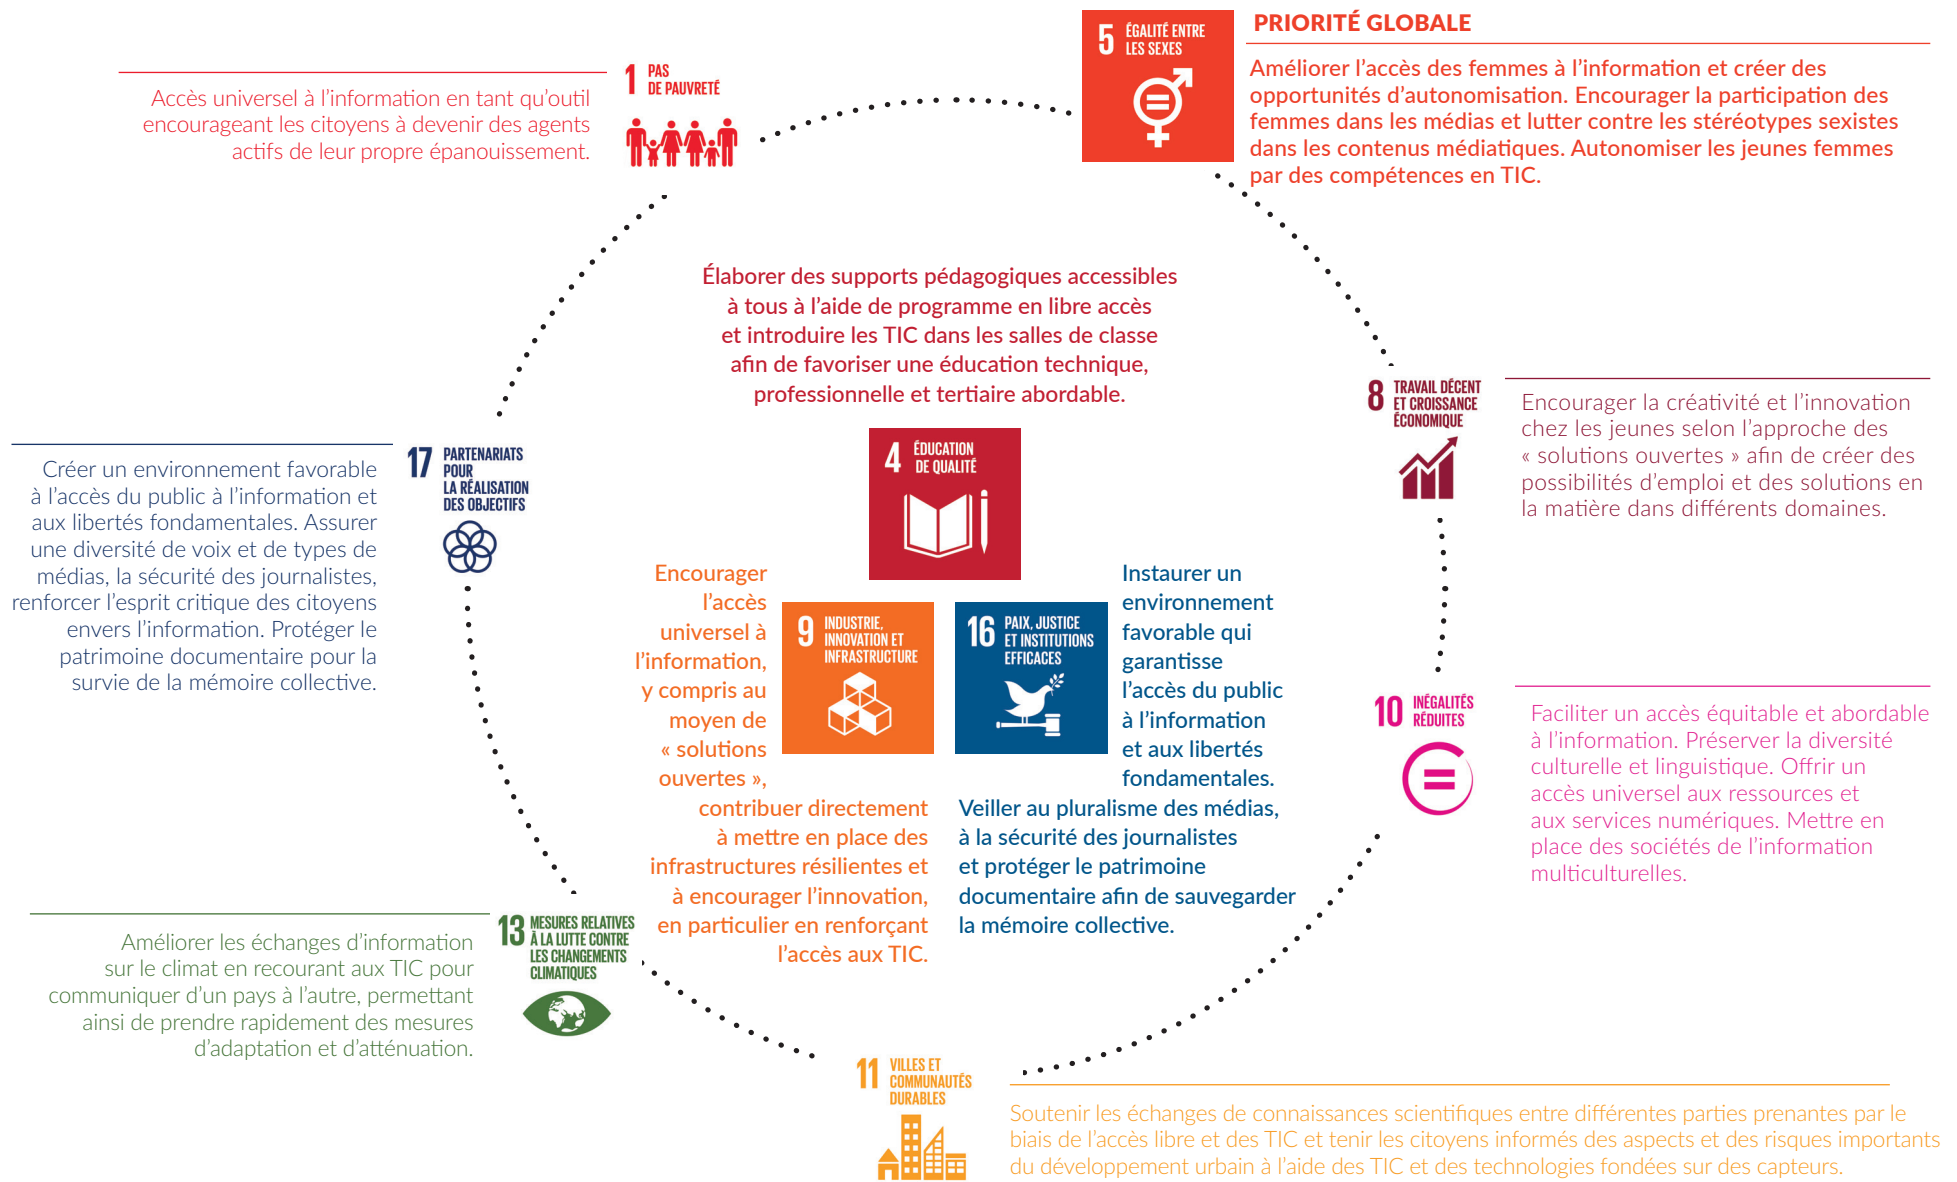 1 PAS
DE PAUVRETÉ
Accès universel à l'information en tant qu'outil
encourageant les citoyens à devenir des agents
actifs de leur propre épanouissement.
5 ÉGALITÉ ENTRE
LES SEXES
PRIORITÉ GLOBALE
Améliorer l'accès des femmes à l'information et créer des
opportunités d'autonomisation. Encourager la participation des
femmes dans les médias et lutter contre les stéréotypes sexistes
dans les contenus médiatiques. Autonomiser les jeunes femmes
par des compétences en TIC.
Élaborer des supports pédagogiques accessibles
à tous à l'aide de programme en libre accès
et introduire les TIC dans les salles de classe
afin de favoriser une éducation technique,
professionnelle et tertiaire abordable.
4 ÉDUCATION
DE QUALITÉ
8 TRAVAIL DÉCENT
ET CROISSANCE
ÉCONOMIQUE
Encourager la créativité et l'innovation
chez les jeunes selon l'approche des
« solutions ouvertes » afin de créer des
possibilités d'emploi et des solutions en
la matière dans différents domaines.
17 PARTENARIATS
POUR
LA RÉALISATION
DES OBJECTIFS
Créer un environnement favorable
à l'accès du public à l'information et
aux libertés fondamentales. Assurer
une diversité de voix et de types de
médias, la sécurité des journalistes,
renforcer l'esprit critique des citoyens
envers l'information. Protéger le
patrimoine documentaire pour la
survie de la mémoire collective.
Encourager
l'accès
universel à
l'information,
y compris au
moyen de
« solutions
ouvertes »,
contribuer directement
à mettre en place des
infrastructures résilientes et
à encourager l'innovation,
en particulier en renforçant
l'accès aux TIC.
9 INDUSTRIE,
INNOVATION ET
INFRASTRUCTURE
16 PAIX, JUSTICE
ET INSTITUTIONS
EFFICACES
Instaurer un
environnement
favorable qui
garantisse
l'accès du public
à l'information
et aux libertés
fondamentales.
Veiller au pluralisme des médias,
à la sécurité des journalistes
et protéger le patrimoine
documentaire afin de sauvegarder
la mémoire collective.
10 INÉGALITÉS
RÉDUITES
Faciliter un accès équitable et abordable
à l'information. Préserver la diversité
culturelle et linguistique. Offrir un
accès universel aux ressources et
aux services numériques. Mettre en
place des sociétés de l'information
multiculturelles.
13 MESURES RELATIVES
À LA LUTTE CONTRE
LES CHANGEMENTS
CLIMATIQUES
Améliorer les échanges d'information
sur le climat en recourant aux TIC pour
communiquer d'un pays à l'autre, permettant
ainsi de prendre rapidement des mesures
d'adaptation et d'atténuation.
11 VILLES ET
COMMUNAUTÉS
DURABLES
Soutenir les échanges de connaissances scientifiques entre différentes parties prenantes par le
biais de l'accès libre et des TIC et tenir les citoyens informés des aspects et des risques importants
du développement urbain à l'aide des TIC et des technologies fondées sur des capteurs.